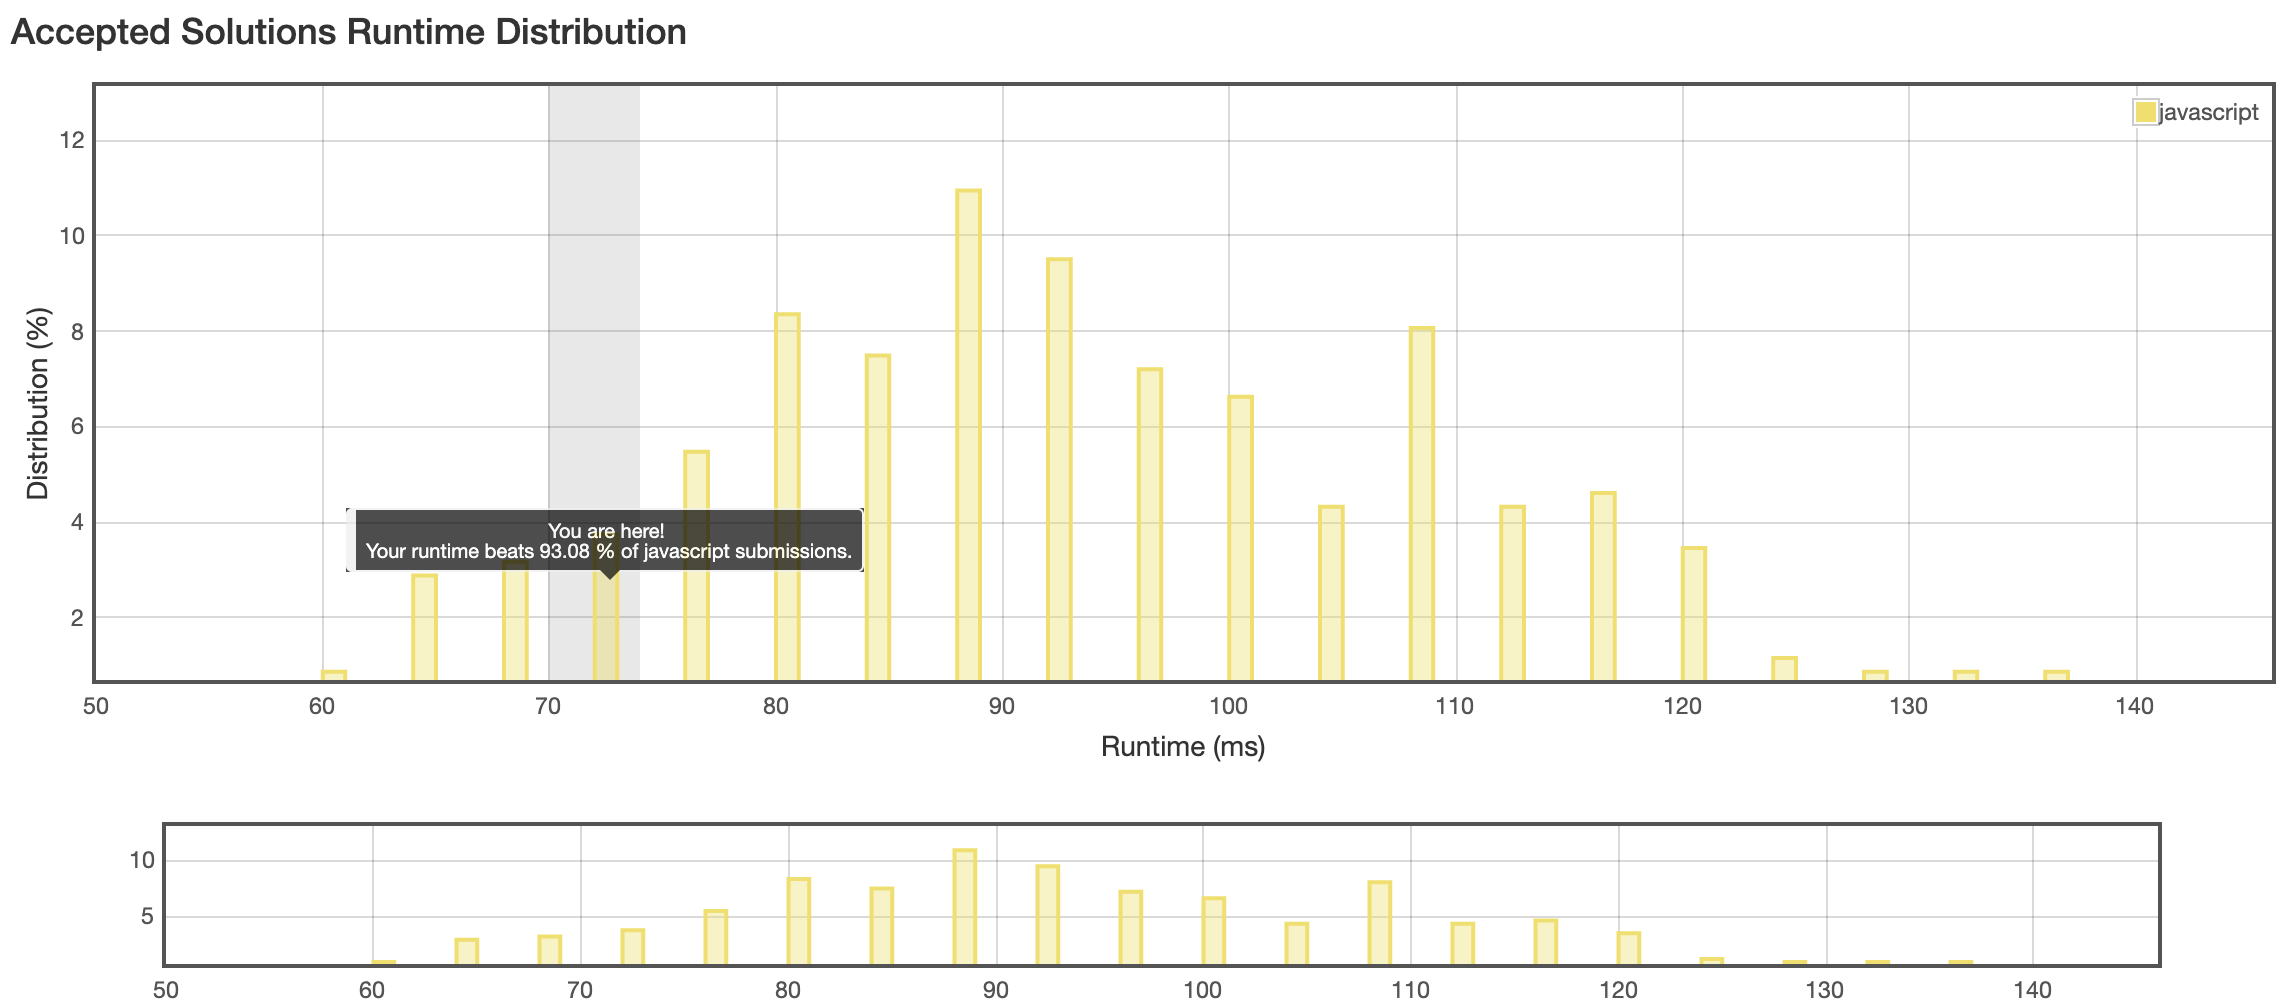 Accepted Solutions Runtime Distribution
javascript
12
10
8
6
4
2
Distribution (%)
You are here!
Your runtime beats 93.08 % of javascript submissions.
50 60 70 80 90 100 110 120 130 140
Runtime (ms)
10
5
50 60 70 80 90 100 110 120 130 140